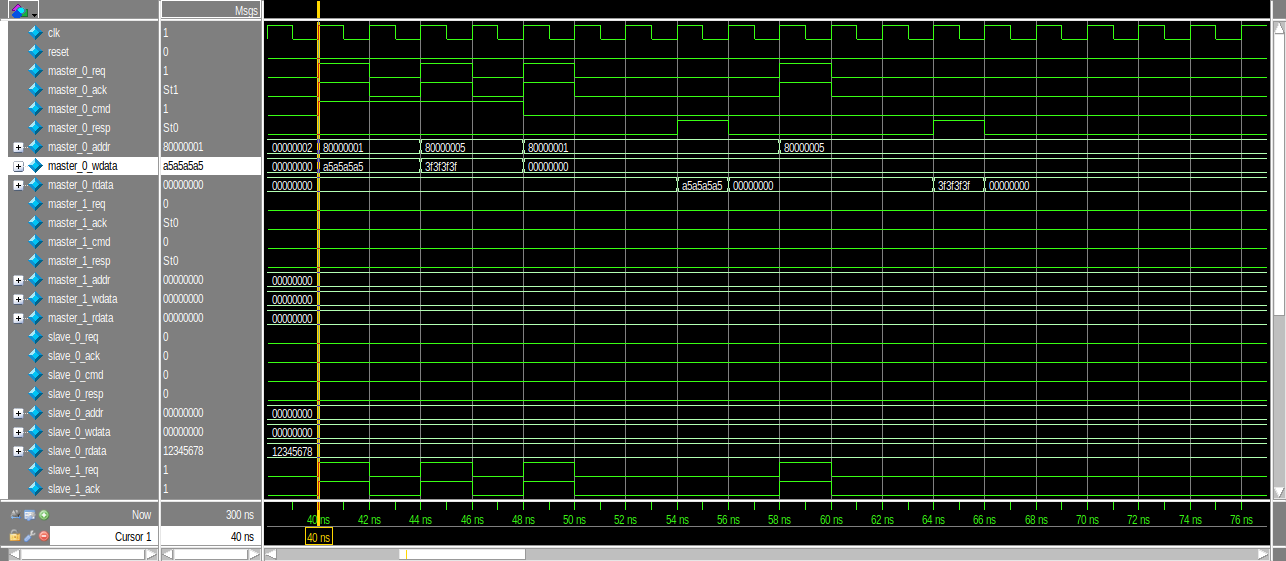 Msgs
clk 1
reset 0
master_0_req 1
master_0_ack St1
master_0_cmd 1
master_0_resp St0
master_0_addr 80000001 00000002 80000001 80000005 80000001 80000005
master_0_wdata a5a5a5a5 00000000 a5a5a5a5 3f3f3f3f 00000000
master_0_rdata 00000000 00000000 a5a5a5a5 00000000 3f3f3f3f 00000000
master_1_req 0
master_1_ack St0
master_1_cmd 0
master_1_resp St0
master_1_addr 00000000 00000000
master_1_wdata 00000000 00000000
master_1_rdata 00000000 00000000
slave_0_req 0
slave_0_ack 0
slave_0_cmd 0
slave_0_resp 0
slave_0_addr 00000000 00000000
slave_0_wdata 00000000 00000000
slave_0_rdata 12345678 12345678
slave_1_req 1
slave_1_ack 1
Now 300 ns 40 ns 42 ns 44 ns 46 ns 48 ns 50 ns 52 ns 54 ns 56 ns 58 ns 60 ns 62 ns 64 ns 66 ns 68 ns 70 ns 72 ns 74 ns 76 ns
Cursor 1 40 ns 40 ns